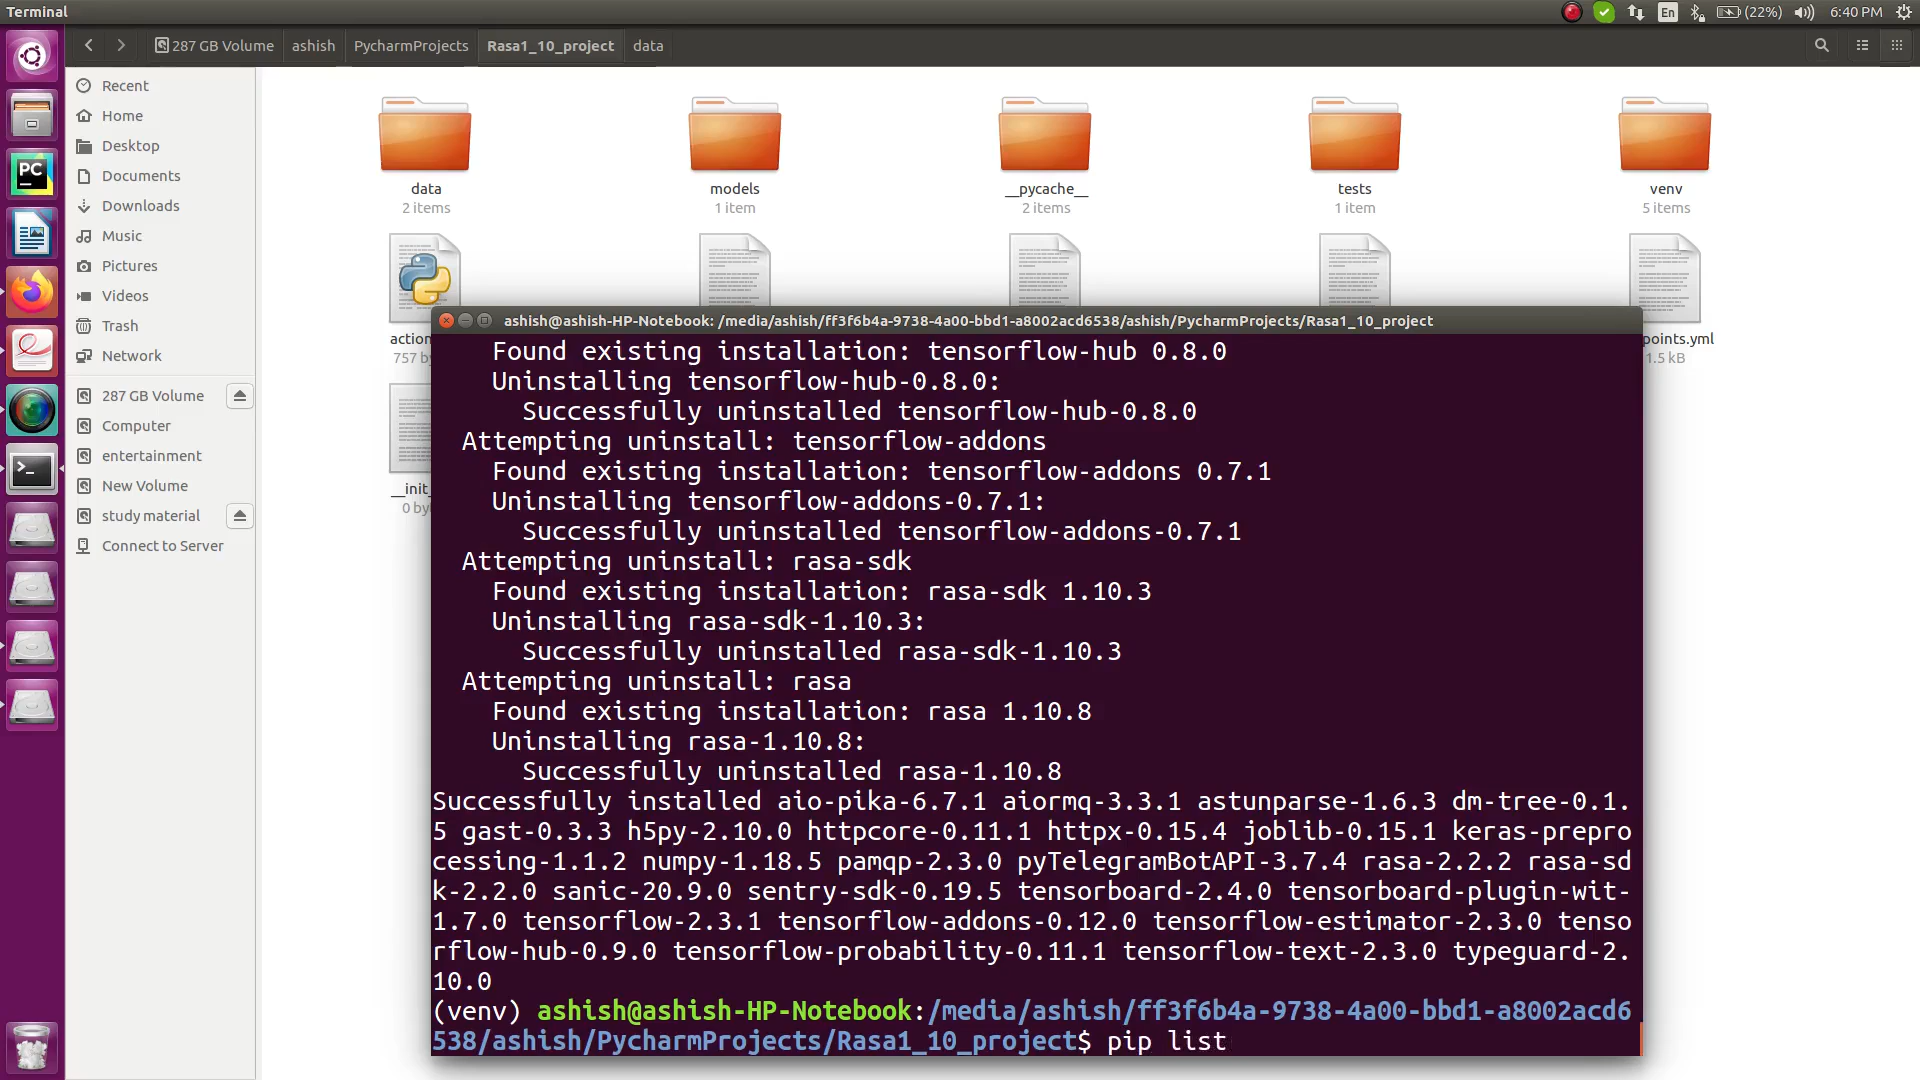 Terminal
En
(22%)
6:40 PM
287 GB Volume
ashish
PycharmProjects
Rasa1_10_project
data
Recent
Home
Desktop
Documents
Downloads
Music
Pictures
Videos
Trash
Network
287 GB Volume
Computer
entertainment
New Volume
study material
Connect to Server
PC
data
2 items
models
1 item
__pycache__
2 items
tests
1 item
venv
5 items
points.yml
1.5 kB
ashish@ashish-HP-Notebook: /media/ashish/ff3f6b4a-9738-4a00-bbd1-a8002acd6538/ashish/PycharmProjects/Rasa1_10_project
Found existing installation: tensorflow-hub 0.8.0
Uninstalling tensorflow-hub-0.8.0:
Successfully uninstalled tensorflow-hub-0.8.0
Attempting uninstall: tensorflow-addons
Found existing installation: tensorflow-addons 0.7.1
Uninstalling tensorflow-addons-0.7.1:
Successfully uninstalled tensorflow-addons-0.7.1
Attempting uninstall: rasa-sdk
Found existing installation: rasa-sdk 1.10.3
Uninstalling rasa-sdk-1.10.3:
Successfully uninstalled rasa-sdk-1.10.3
Attempting uninstall: rasa
Found existing installation: rasa 1.10.8
Uninstalling rasa-1.10.8:
Successfully uninstalled rasa-1.10.8
Successfully installed aio-pika-6.7.1 aiormq-3.3.1 astunparse-1.6.3 dm-tree-0.1.
5 gast-0.3.3 h5py-2.10.0 httpcore-0.11.1 httpx-0.15.4 joblib-0.15.1 keras-prepro
cessing-1.1.2 numpy-1.18.5 pamqp-2.3.0 pyTelegramBotAPI-3.7.4 rasa-2.2.2 rasa-sd
k-2.2.0 sanic-20.9.0 sentry-sdk-0.19.5 tensorboard-2.4.0 tensorboard-plugin-wit-
1.7.0 tensorflow-2.3.1 tensorflow-addons-0.12.0 tensorflow-estimator-2.3.0 tenso
rflow-hub-0.9.0 tensorflow-probability-0.11.1 tensorflow-text-2.3.0 typeguard-2.
10.0
(venv) ashish@ashish-HP-Notebook:/media/ashish/ff3f6b4a-9738-4a00-bbd1-a8002acd6
538/ashish/PycharmProjects/Rasa1_10_project$ pip list